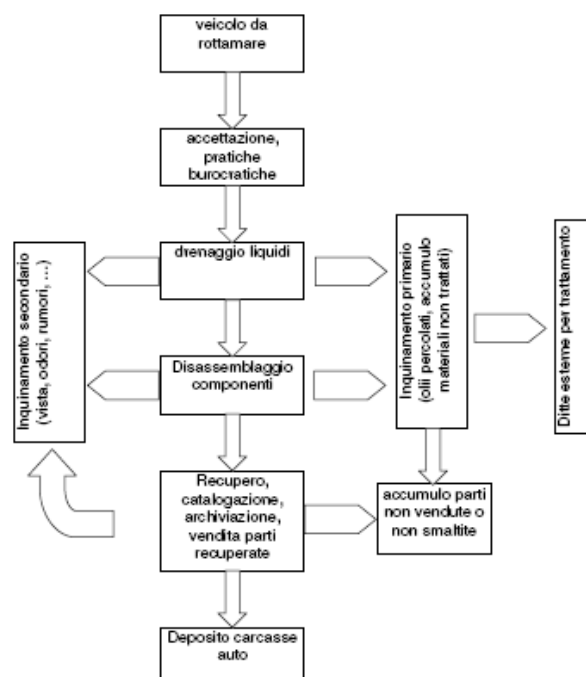 veicolo da
rottamare
accettazione,
pratiche
burocratiche
drenaggio liquidi
Inquinamento secondario
(vista, odori, rumori, ...)
Inquinamento primario
(olii percolati, accumulo
materiali non trattati)
Ditte esterne per trattamento
Disassemblaggio
componenti
Recupero,
catalogazione,
archiviazione,
vendita parti
recuperate
accumulo parti
non vendute o
non smaltite
Deposito carcasse
auto